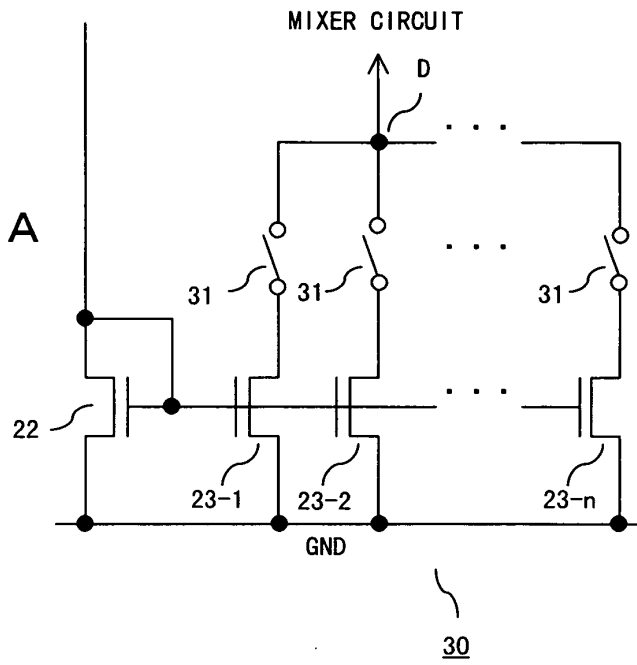 MIXER CIRCUIT
D
. . .
A
. . .
31
31
31
22
. . .
23-1
23-2
23-n
GND
30